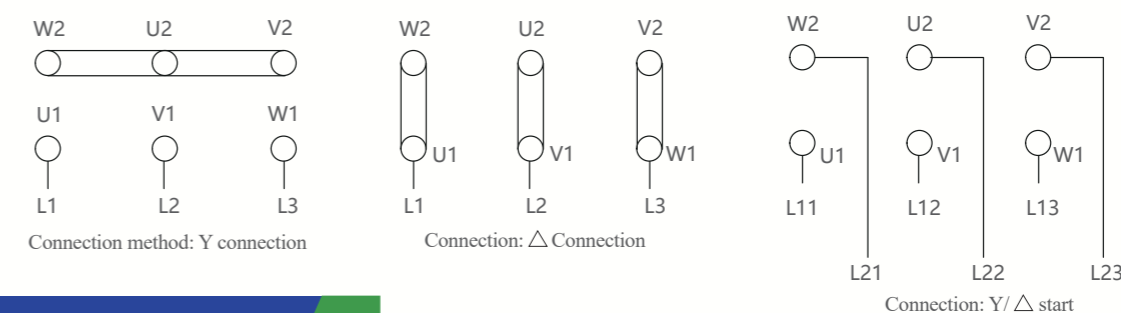 W2 U2 V2
U1 V1 W1
L1 L2 L3
Connection method: Y connection
W2 U2 V2
U1 V1 W1
L1 L2 L3
Connection: △ Connection
W2 U2 V2
U1 V1 W1
L11 L12 L13
L21 L22 L23
Connection: Y/ △ start